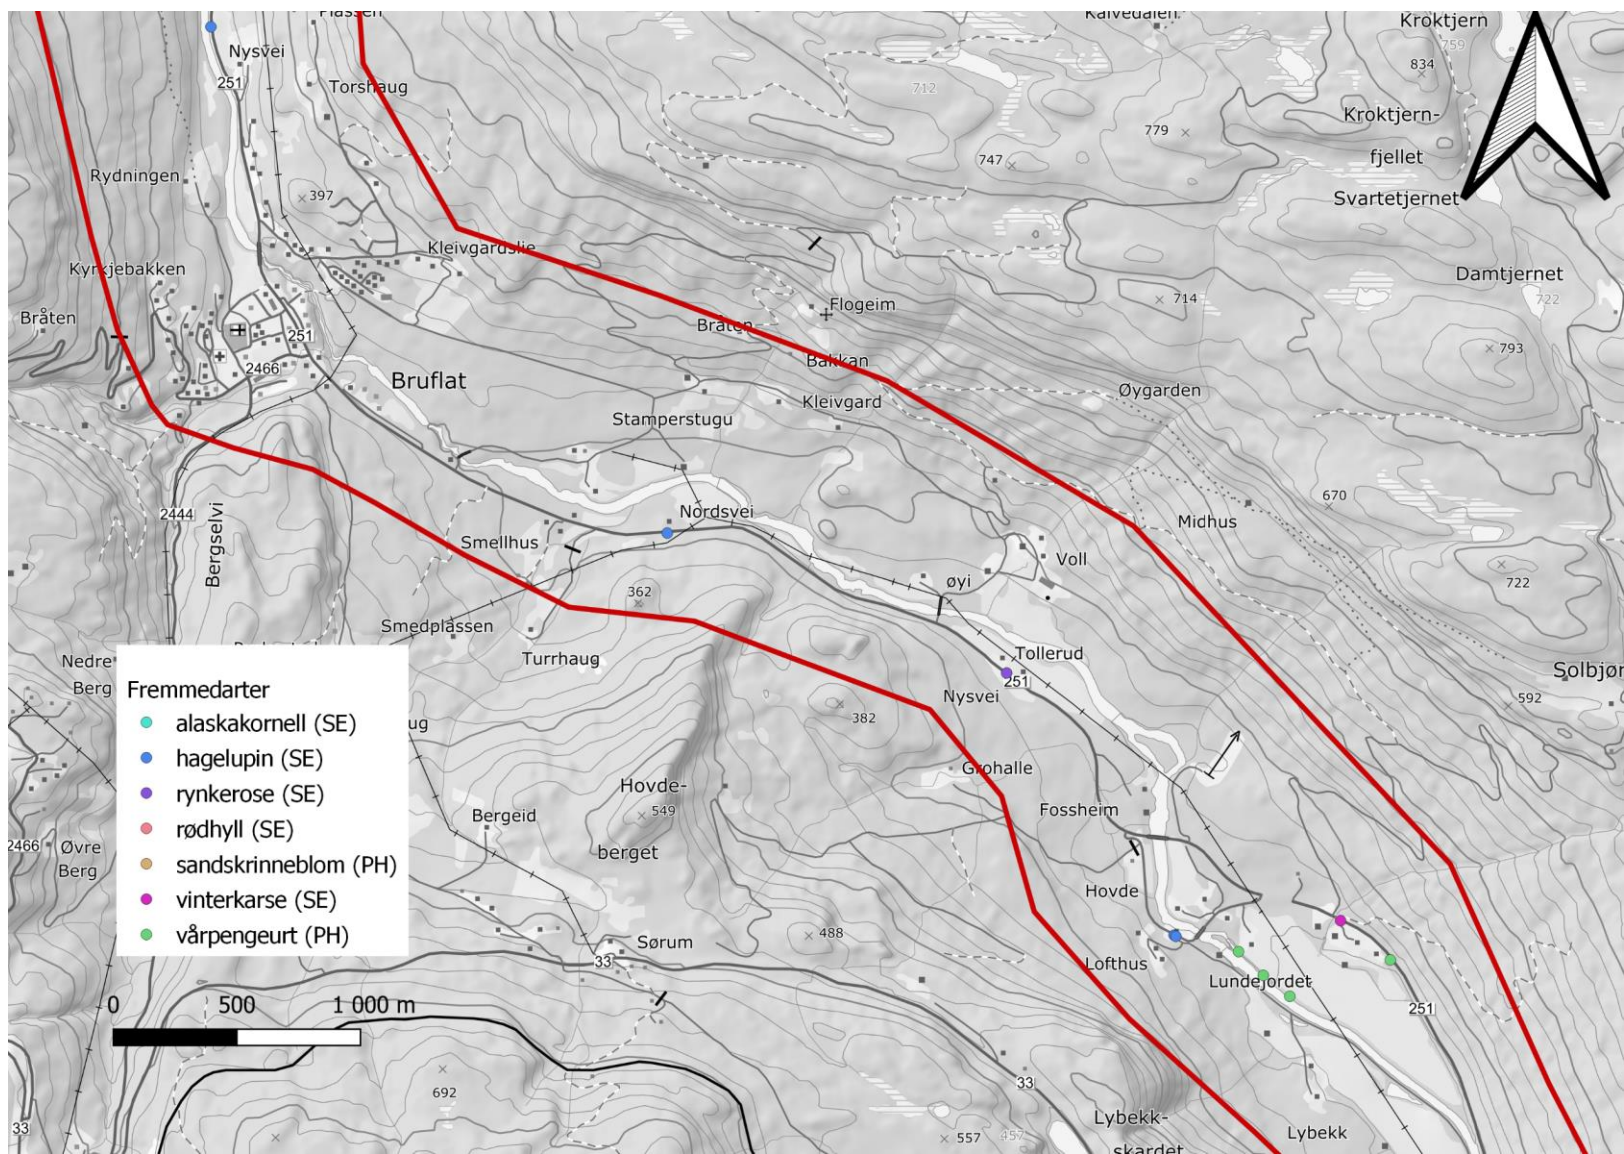 Plassen
Kalvedalen
Kroktjern
759
Nysvei
834
251
Torshaug
712
779
Kroktjern-
fjellet
747
Rydningen
397
Svartetjernet
Kleivgardslie
Kyrkjebakken
Damtjernet
714
722
Flogeim
Bråten
Bråten
251
793
2466
Bakkan
Bruflat
Øygarden
Kleivgard
Stamperstugu
670
2444
Nordsvei
Midhus
Bergselvi
Smellhus
Voll
722
øyi
362
Smedplassen
Tollerud
Nedre
Berg
Turrhaug
251
Solbjør
Nysvei
592
382
ug
Grohalle
Hovde-
549
berget
Bergeid
Fossheim
2466
Øvre
Berg
Hovde
488
Sørum
33
Lofthus
Lundejordet
251
33
692
Lybekk-
skardet
33
557
457
Lybekk
Fremmedarter
alaskakornell (SE)
hagelupin (SE)
rynkerose (SE)
rødhyll (SE)
sandskrinneblom (PH)
vinterkarse (SE)
vårpengeurt (PH)
0 500 1 000 m